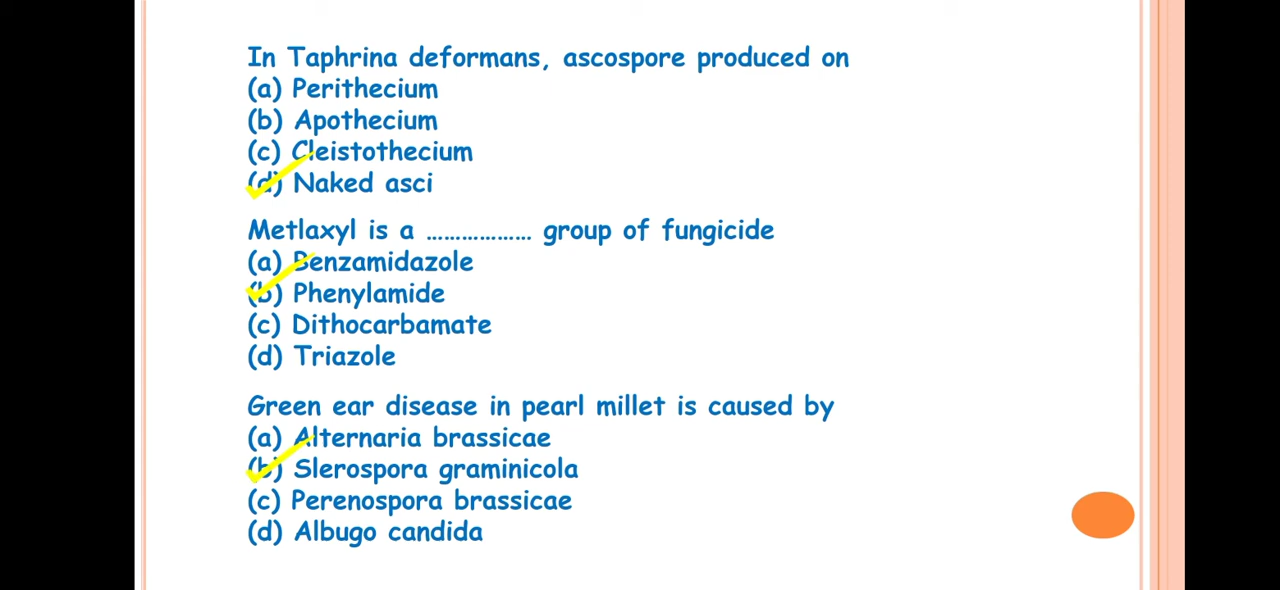 In Taphrina deformans, ascospore produced on
(a) Perithecium
(b) Apothecium
(c) Cleistothecium
(d) Naked asci
Metlaxyl is a .................. group of fungicide
(a) Benzamidazole
(b) Phenylamide
(c) Dithocarbamate
(d) Triazole
Green ear disease in pearl millet is caused by
(a) Alternaria brassicae
(b) Slerospora graminicola
(c) Perenospora brassicae
(d) Albugo candida